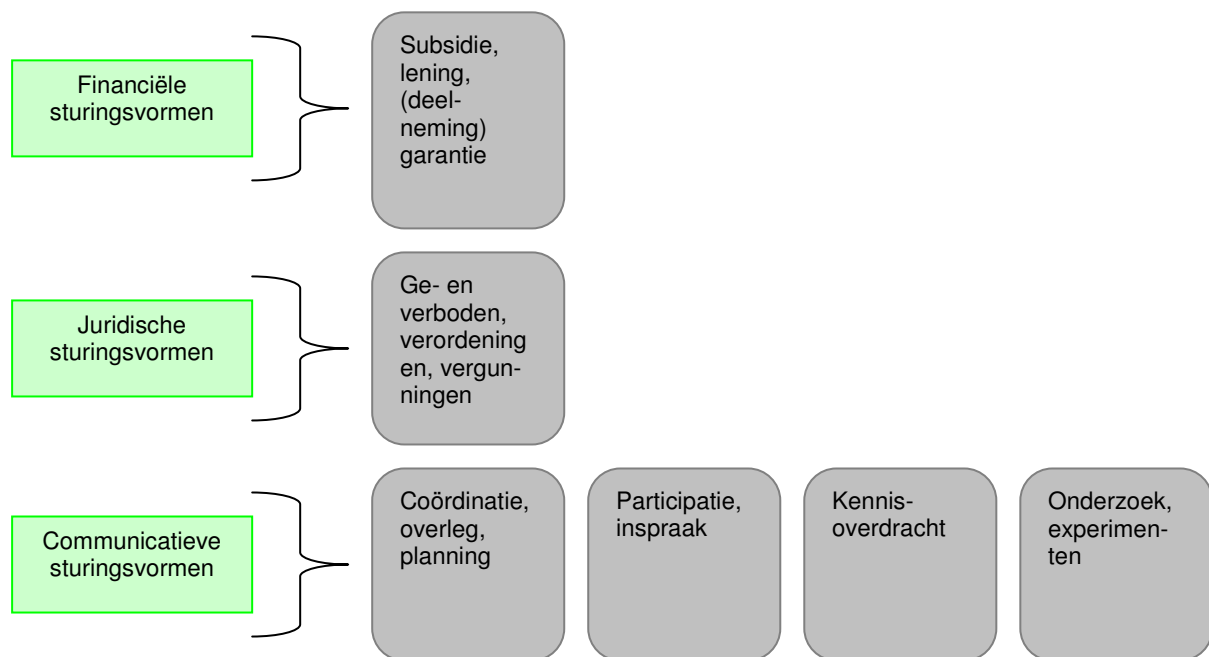 Financiële
sturingsvormen
Subsidie,
lening,
(deel-
neming)
garantie
Juridische
sturingsvormen
Ge- en
verboden,
verordening
en, vergun-
ningen
Communicatieve
sturingsvormen
Coördinatie,
overleg,
planning
Participatie,
inspraak
Kennis-
overdracht
Onderzoek,
experimen-
ten